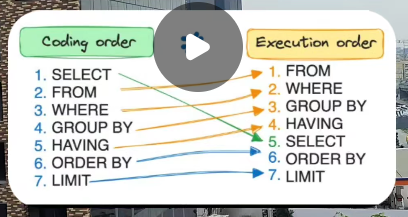 Coding order
1. SELECT
2. FROM
3. WHERE
4. GROUP BY
5. HAVING
6. ORDER BY
7. LIMIT
Execution order
1. FROM
2. WHERE
3. GROUP BY
4. HAVING
5. SELECT
6. ORDER BY
7. LIMIT